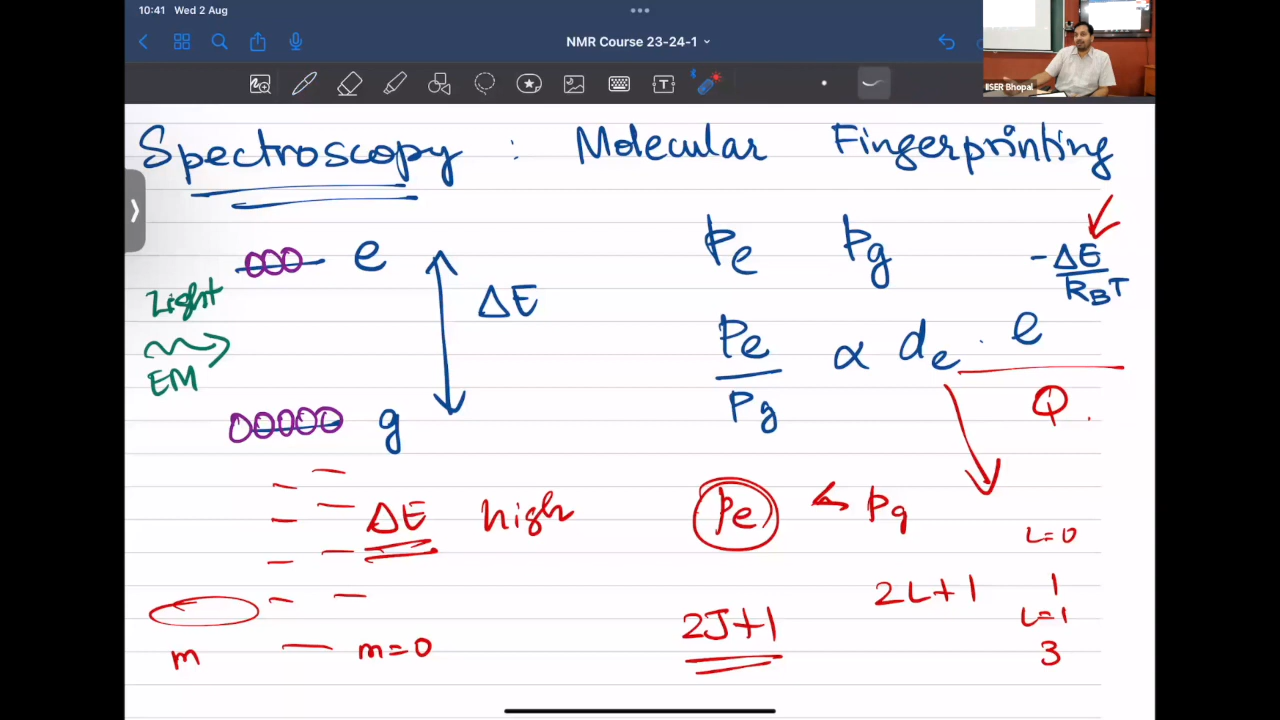 10:41 Wed 2 Aug
NMR Course 23-24-1
IISER Bhopal
Spectroscopy : Molecular Fingerprinting
e
ΔE
Light
EM
g
Pe Pg
-ΔE
kBT
Pe ∝ de . e
Pg
Q .
ΔE high
Pe < Pg
L=0
2L+1
1
L=1
2J+1
3
m
m=0